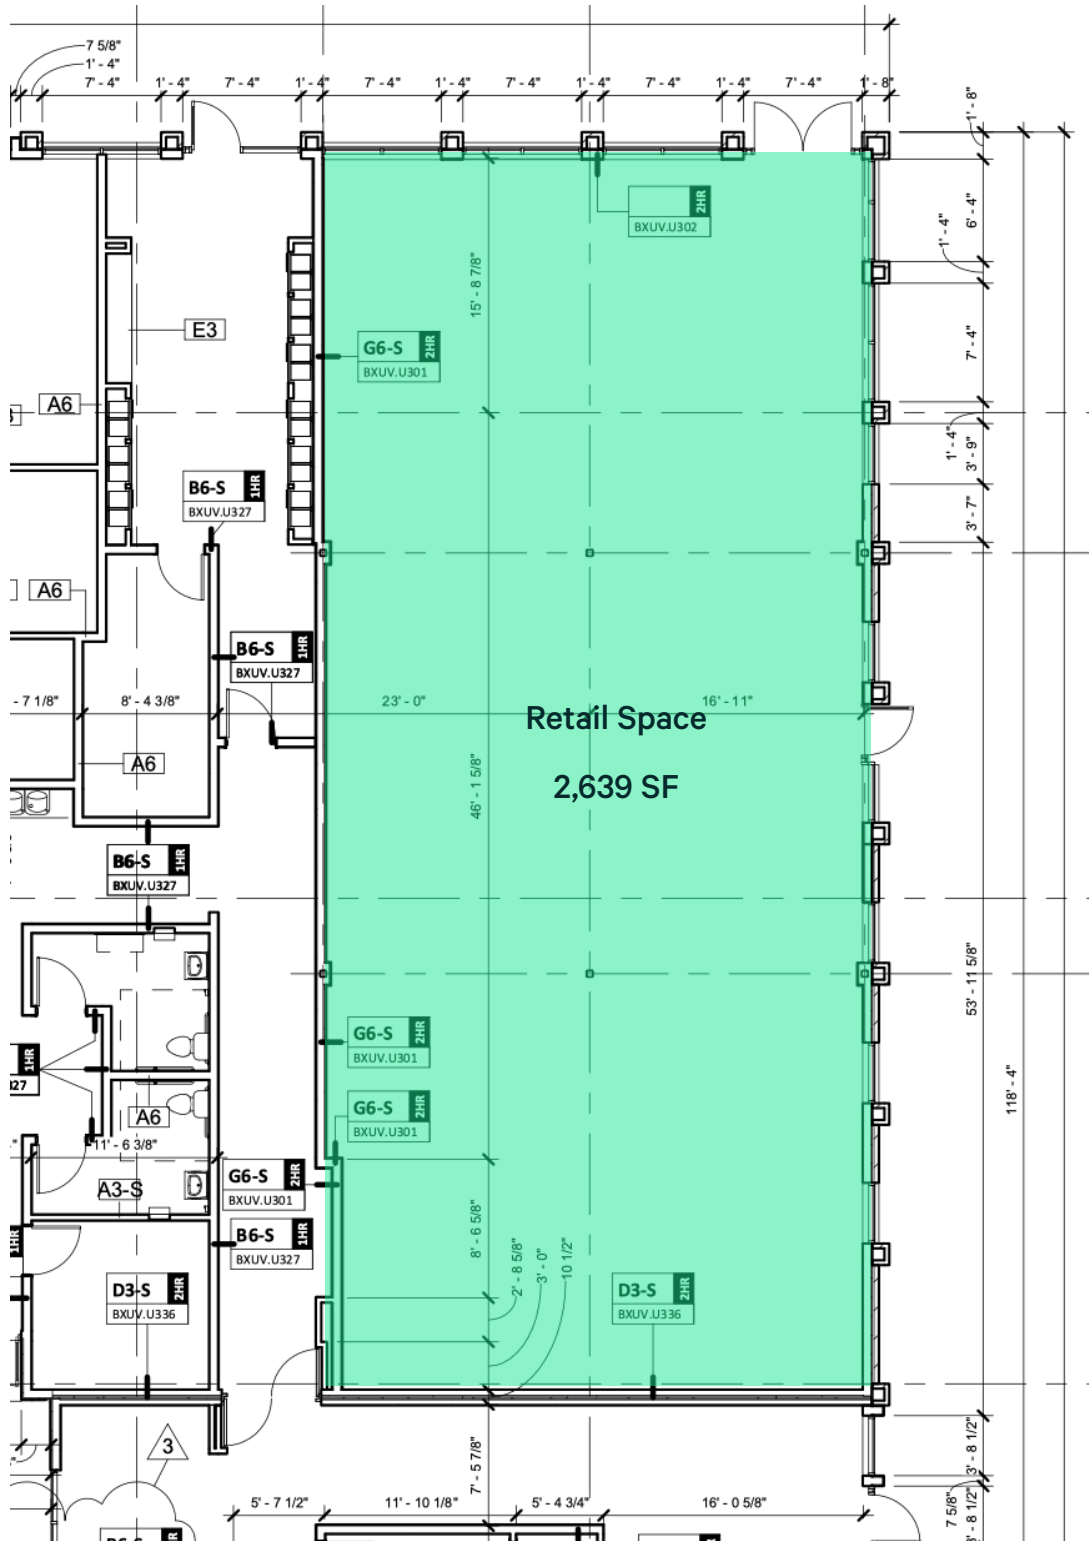 7 5/8"
1' - 4"
7' - 4" 1' - 4" 7' - 4" 1' - 4" 7' - 4" 1' - 4" 7' - 4" 1' - 4" 7' - 4" 1' - 4" 7' - 4" 1' - 8"
1' - 8"
6' - 4"
2HR
BXUV.U302
1' - 4"
15' - 8 7/8"
E3
G6-S 2HR
BXUV.U301
7' - 4"
A6
1' - 4"
3' - 9"
B6-S 1HR
BXUV.U327
3' - 7"
A6
B6-S 1HR
BXUV.U327
- 7 1/8" 8' - 4 3/8" 23' - 0" 16' - 11"
Retail Space
A6
46' - 1 5/8"
2,639 SF
B6-S 1HR
BXUV.U327
53' - 11 5/8"
G6-S 2HR
BXUV.U301
1HR
327
118' - 4"
G6-S 2HR
BXUV.U301
A6
11' - 6 3/8"
G6-S 2HR
BXUV.U301
A3-S
B6-S 1HR
BXUV.U327
1HR
8' - 6 5/8"
2' - 8 5/8"
3' - 0"
10 1/2"
D3-S 2HR
BXUV.U336
D3-S 2HR
BXUV.U336
3
7' - 5 7/8"
3' - 8 1/2"
5' - 7 1/2" 11' - 10 1/8" 5' - 4 3/4" 16' - 0 5/8"
7 5/8"
3' - 8 1/2"